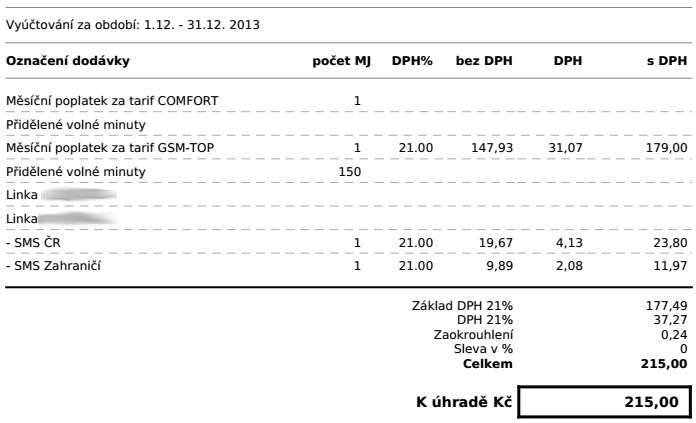 Vyúčtování za období: 1.12. - 31.12. 2013
Označení dodávky počet MJ DPH% bez DPH DPH s DPH
Měsíční poplatek za tarif COMFORT 1
Přidělené volné minuty
Měsíční poplatek za tarif GSM-TOP 1 21.00 147,93 31,07 179,00
Přidělené volné minuty 150
Linka
Linka
- SMS ČR 1 21.00 19,67 4,13 23,80
- SMS Zahraničí 1 21.00 9,89 2,08 11,97
Základ DPH 21% 177,49
DPH 21% 37,27
Zaokrouhlení 0,24
Sleva v % 0
Celkem 215,00
K úhradě Kč 215,00